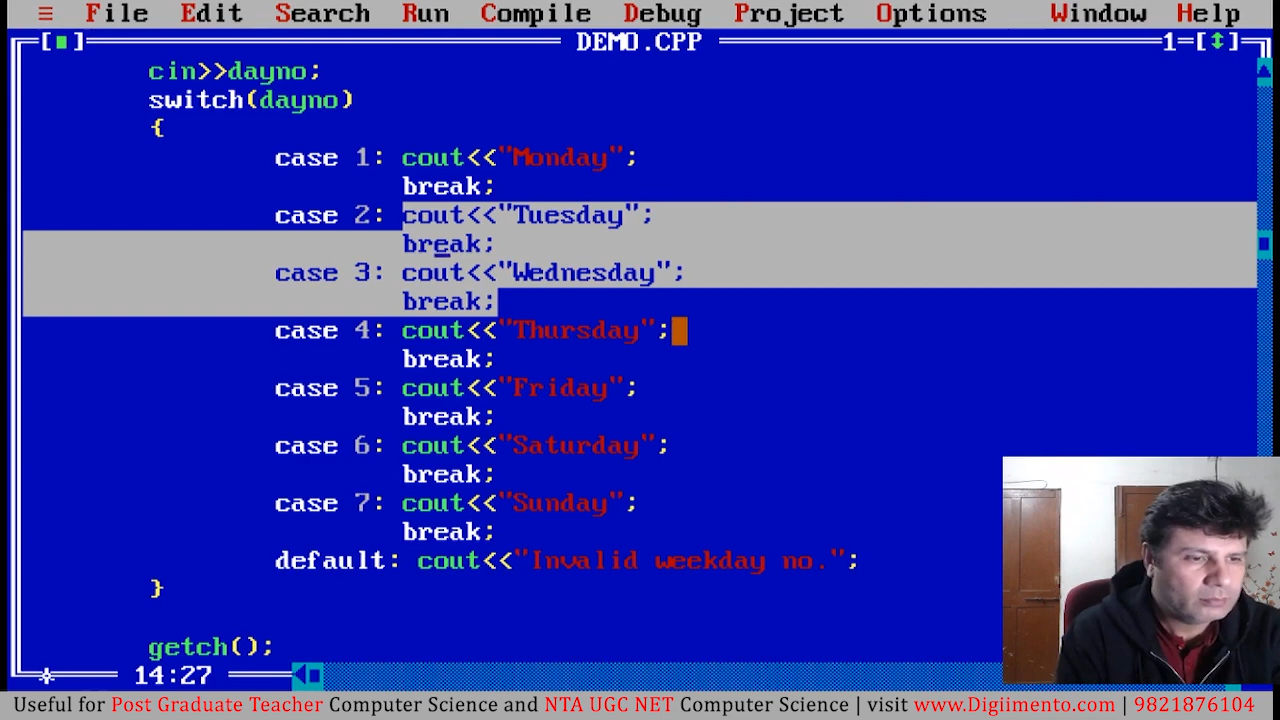 ≡ File Edit Search Run Compile Debug Project Options Window Help
[■] DEMO.CPP 1=[↕]
cin>>dayno;
switch(dayno)
{
case 1: cout<<"Monday";
break;
case 2: cout<<"Tuesday";
break;
case 3: cout<<"Wednesday";
break;
case 4: cout<<"Thursday";
break;
case 5: cout<<"Friday";
break;
case 6: cout<<"Saturday";
break;
case 7: cout<<"Sunday";
break;
default: cout<<"Invalid weekday no.";
}
getch();
14:27
Useful for Post Graduate Teacher Computer Science and NTA UGC NET Computer Science | visit www.Digiimento.com | 9821876104